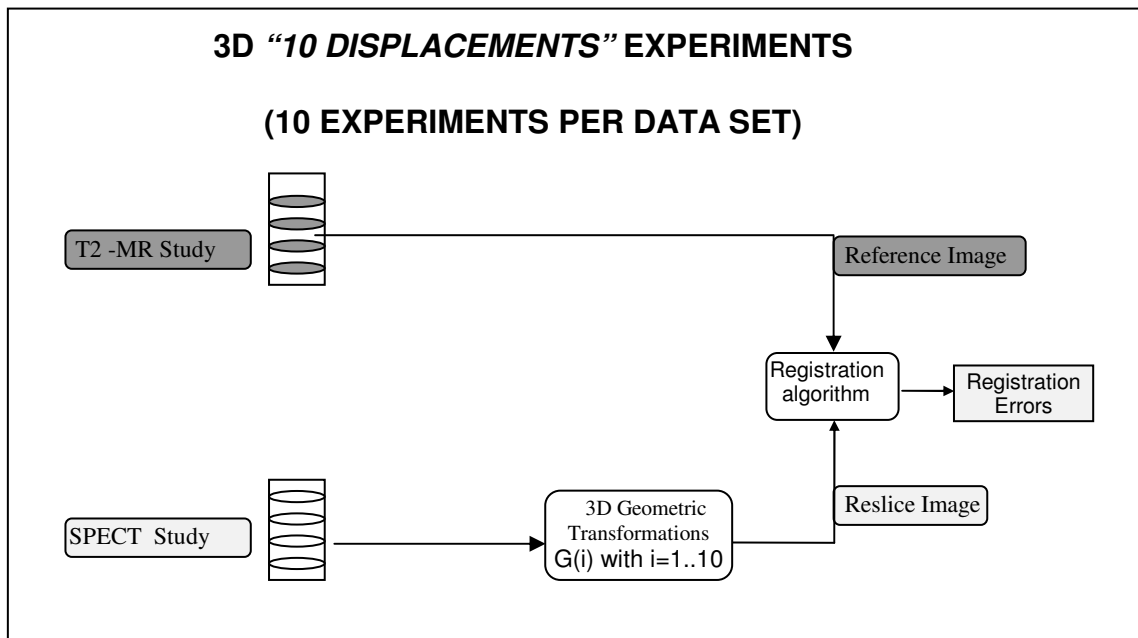 3D “10 DISPLACEMENTS” EXPERIMENTS
(10 EXPERIMENTS PER DATA SET)
T2 -MR Study
Reference Image
Registration
algorithm
Registration
Errors
SPECT Study
3D Geometric
Transformations
G(i) with i=1..10
Reslice Image